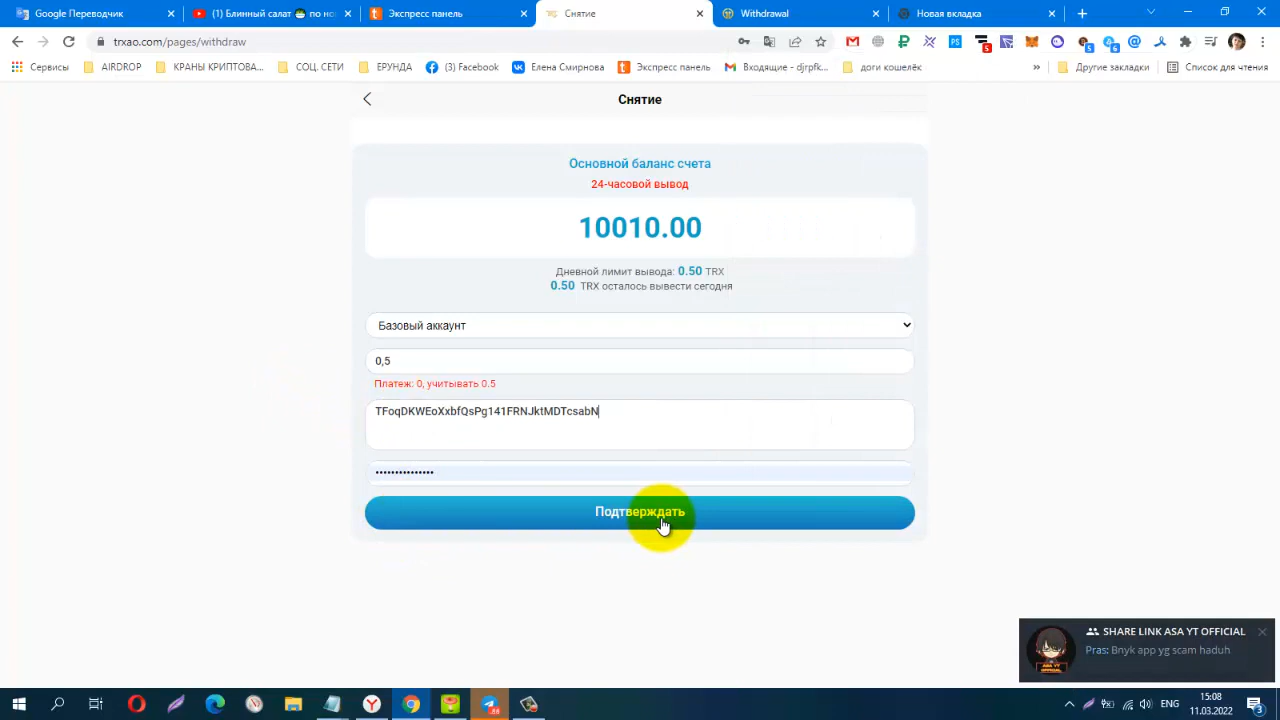 Google Переводчик
(1) Блинный салат по нов
Экспресс панель
Снятие
Withdrawal
Новая вкладка
trxao.com/pages/withdraw
Сервисы
AIRDROP
КРАНЫ КРИПТОВА...
СОЦ. СЕТИ
ЕРУНДА
(3) Facebook
Елена Смирнова
Экспресс панель
Входящие - djrpfk...
доги кошелёк
»
Другие закладки
Список для чтения
Снятие
Основной баланс счета
24-часовой вывод
10010.00
Дневной лимит вывода: 0.50 TRX
0.50 TRX осталось вывести сегодня
Базовый аккаунт
0,5
Платеж: 0, учитывать 0.5
TFoqDKWEoXxbfQsPg141FRNJktMDTcsabN
•••••••••••••••
Подтверждать
SHARE LINK ASA YT OFFICIAL
Pras: Bnyk app yg scam haduh
ENG
15:08
11.03.2022